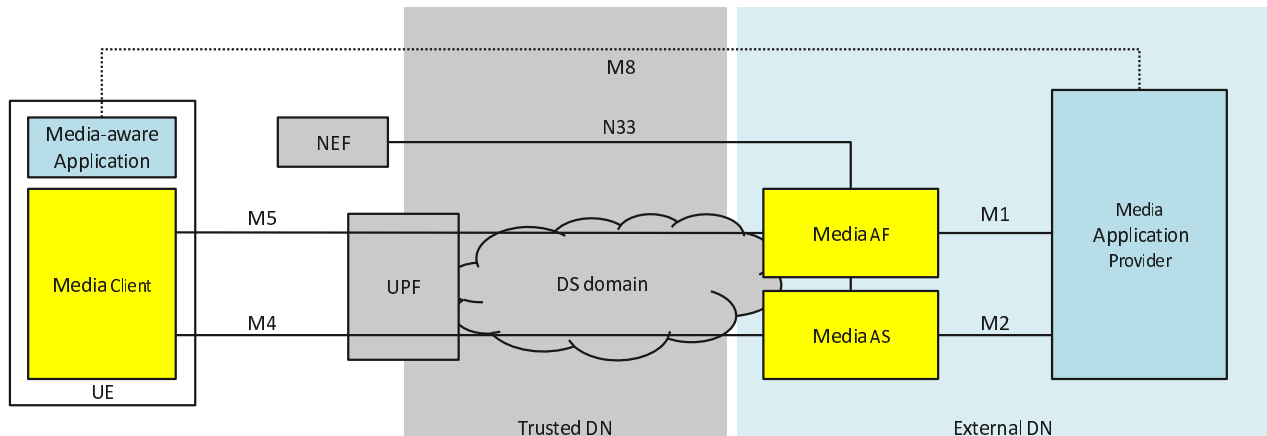 M8
Media-aware
Application
NEF
N33
M5
Media AF
M1
Media
Application
Provider
Media Client
UPF
DS domain
M4
Media AS
M2
UE
Trusted DN
External DN